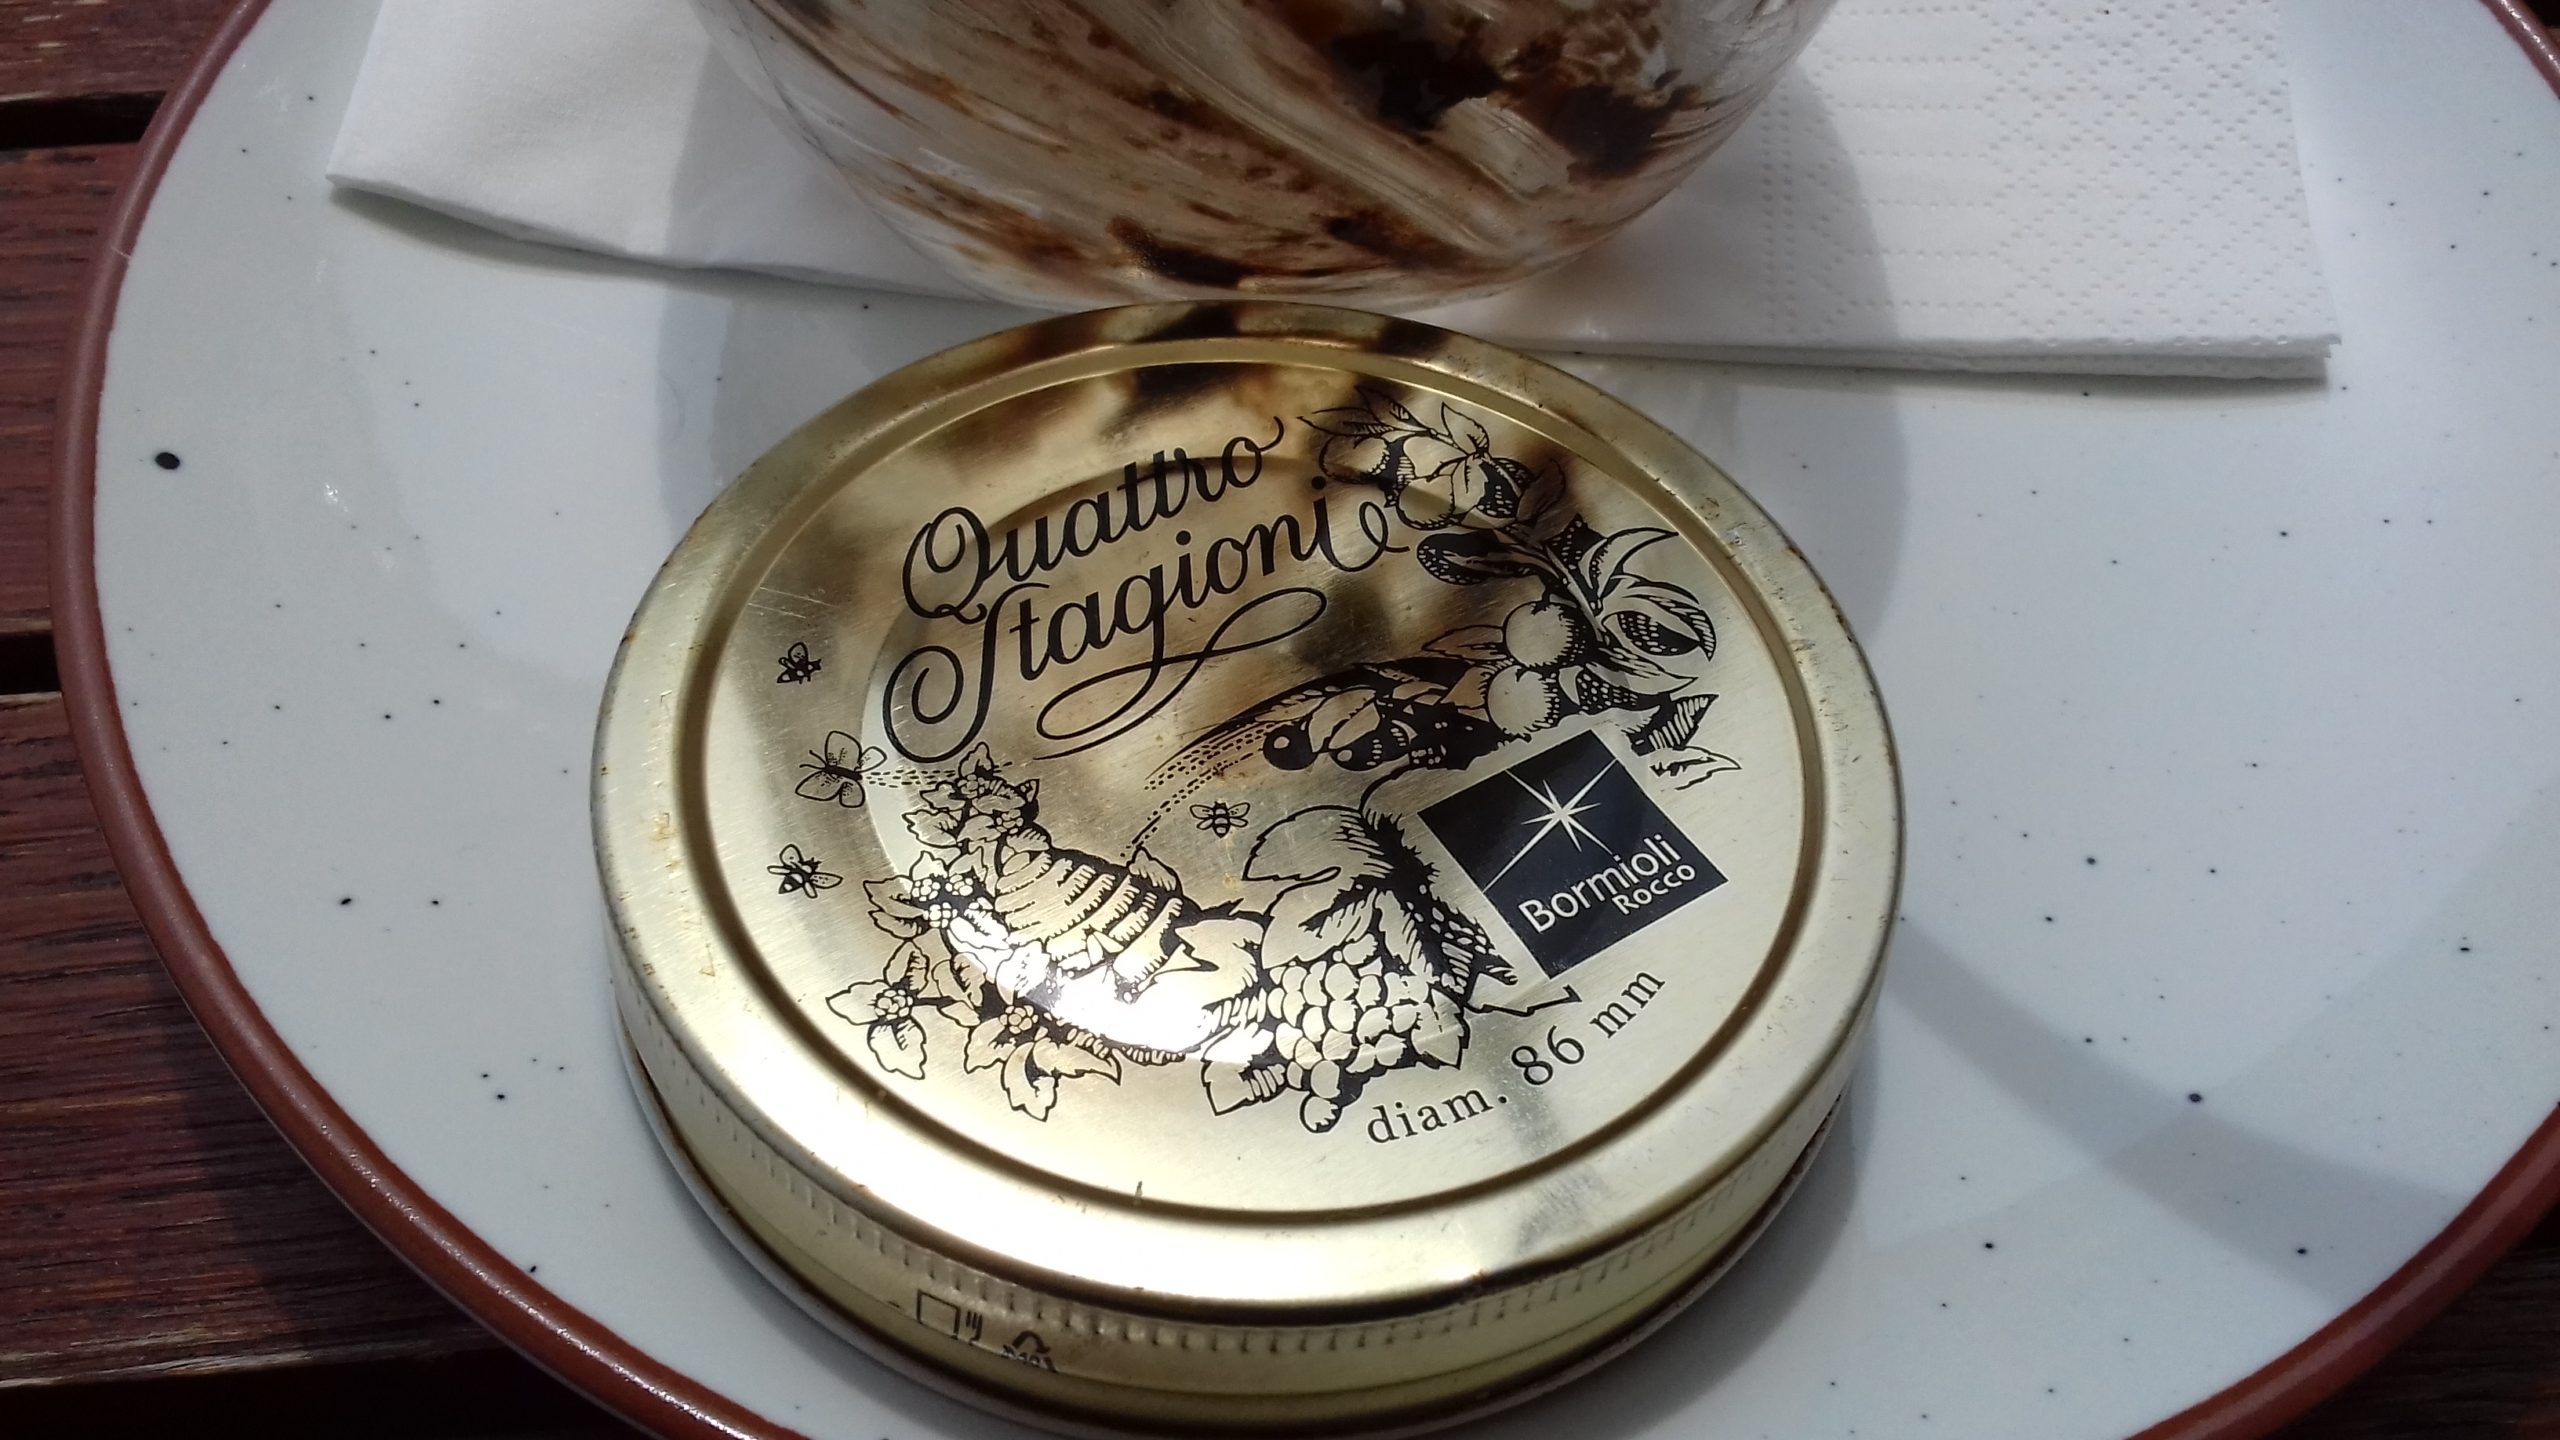 Quattro
Stagioni
Bormioli
Rocco
diam. 86 mm